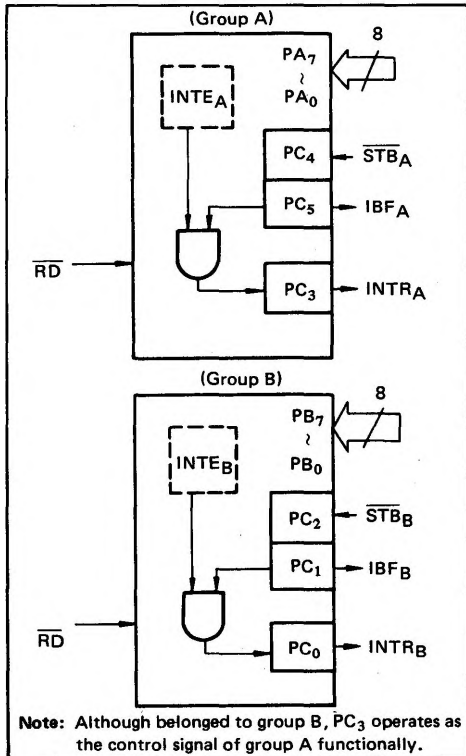 (Group A)
8
PA7
~
PA0
INTEA
PC4
STBA
PC5
IBFA
RD
PC3
INTRA
(Group B)
8
PB7
~
PB0
INTEB
PC2
STBB
PC1
IBFB
RD
PC0
INTRB
Note: Although belonged to group B, PC3 operates as
the control signal of group A functionally.